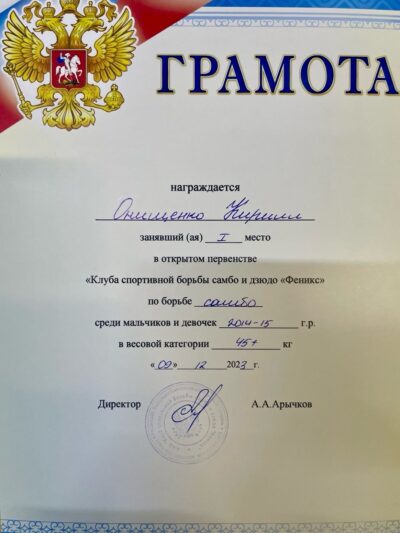 ГРАМОТА
награждается
Онищенко Кирилл
занявший (ая) I место
в открытом первенстве
«Клуба спортивной борьбы самбо и дзюдо «Феникс»
по борьбе самбо
среди мальчиков и девочек 2014-15 г.р.
в весовой категории 45+ кг
«09» 12 2023 г.
Директор А.А.Арычков